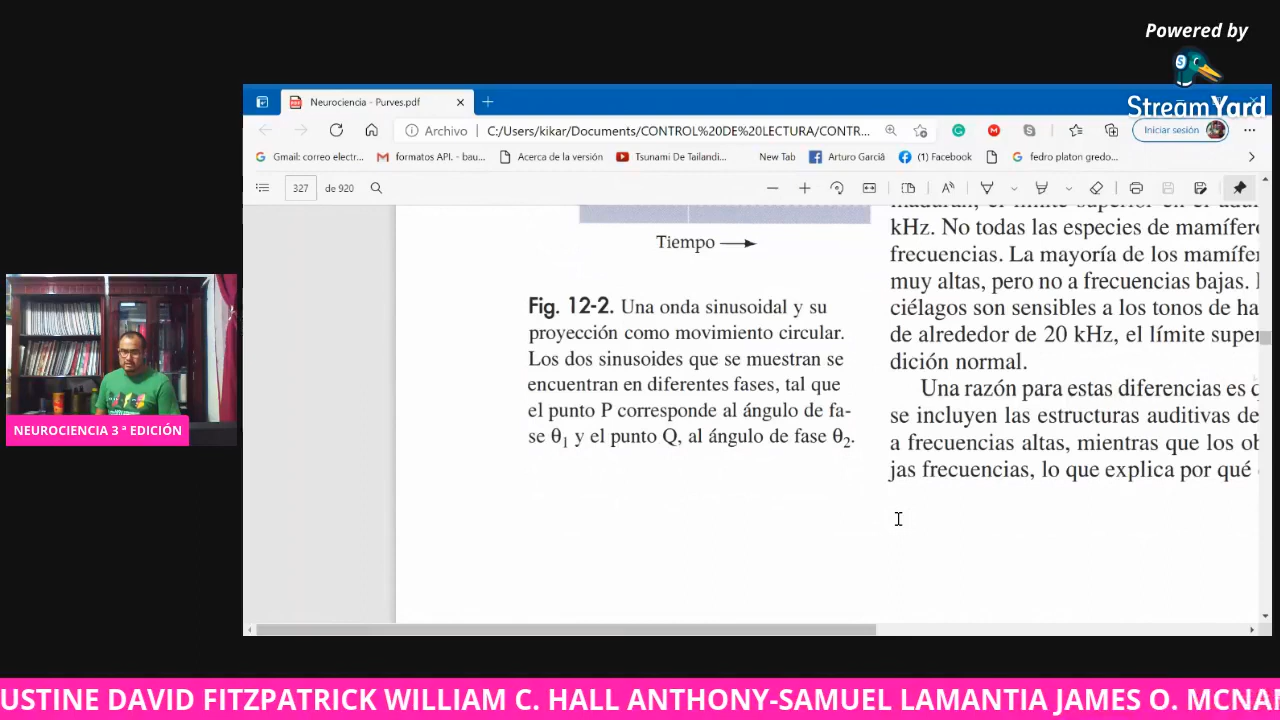 Powered by
StreamYard
Neurociencia - Purves.pdf
Archivo
C:/Users/kikar/Documents/CONTROL%20DE%20LECTURA/CONTR...
Iniciar sesión
Gmail: correo electr...
formatos API. - bau...
Acerca de la versión
Tsunami De Tailandi...
New Tab
Arturo Garciá
(1) Facebook
fedro platon gredo...
327 de 920
Tiempo
Fig. 12-2. Una onda sinusoidal y su
proyección como movimiento circular.
Los dos sinusoides que se muestran se
encuentran en diferentes fases, tal que
el punto P corresponde al ángulo de fa-
se θ1 y el punto Q, al ángulo de fase θ2.
kHz. No todas las especies de mamífer
frecuencias. La mayoría de los mamífe
muy altas, pero no a frecuencias bajas.
ciélagos son sensibles a los tonos de ha
de alrededor de 20 kHz, el límite super
dición normal.
Una razón para estas diferencias es
se incluyen las estructuras auditivas de
a frecuencias altas, mientras que los ob
jas frecuencias, lo que explica por qué
NEUROCIENCIA 3 ª EDICIÓN
USTINE DAVID FITZPATRICK WILLIAM C. HALL ANTHONY-SAMUEL LAMANTIA JAMES O. MCNA